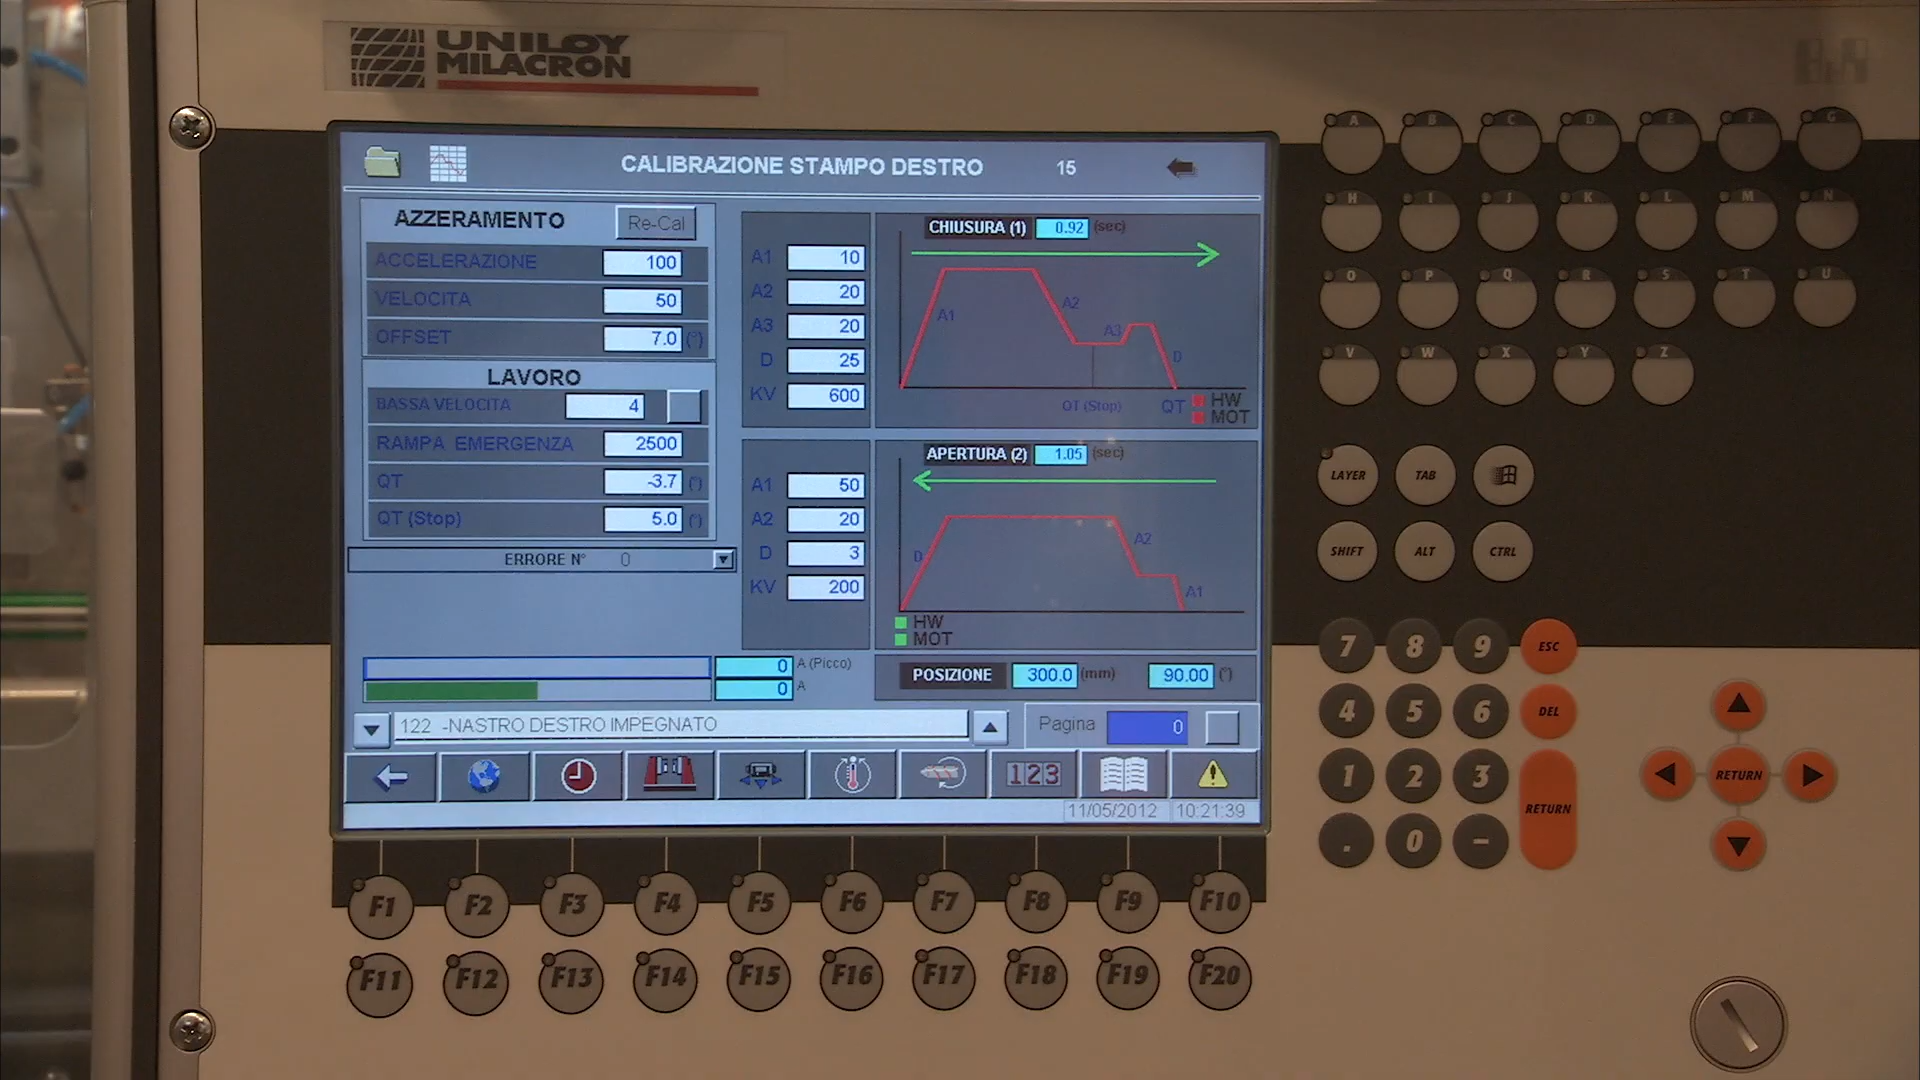 UNILOY
MILACRON
B&R
CALIBRAZIONE STAMPO DESTRO 15
AZZERAMENTO Re-Cal
ACCELERAZIONE 100
VELOCITA 50
OFFSET 7.0 (°)
LAVORO
BASSA VELOCITA 4
RAMPA EMERGENZA 2500
QT -3.7 (°)
QT (Stop) 5.0 (°)
ERRORE N° 0
A1 10
A2 20
A3 20
D 25
KV 600
CHIUSURA (1) 0.92 (sec)
A1 A2 A3 D
QT (Stop) QT HW
MOT
A1 50
A2 20
D 3
KV 200
APERTURA (2) 1.05 (sec)
D A2 A1
HW
MOT
0 A (Picco)
0 A
POSIZIONE 300.0 (mm) 90.00 (°)
122 -NASTRO DESTRO IMPEGNATO
Pagina 0
123
11/05/2012 10:21:39
F1 F2 F3 F4 F5 F6 F7 F8 F9 F10
F11 F12 F13 F14 F15 F16 F17 F18 F19 F20
A B C D E F G
H I J K L M N
O P Q R S T U
V W X Y Z
LAYER TAB
SHIFT ALT CTRL
7 8 9 ESC
4 5 6 DEL
1 2 3 RETURN
. 0 -
RETURN